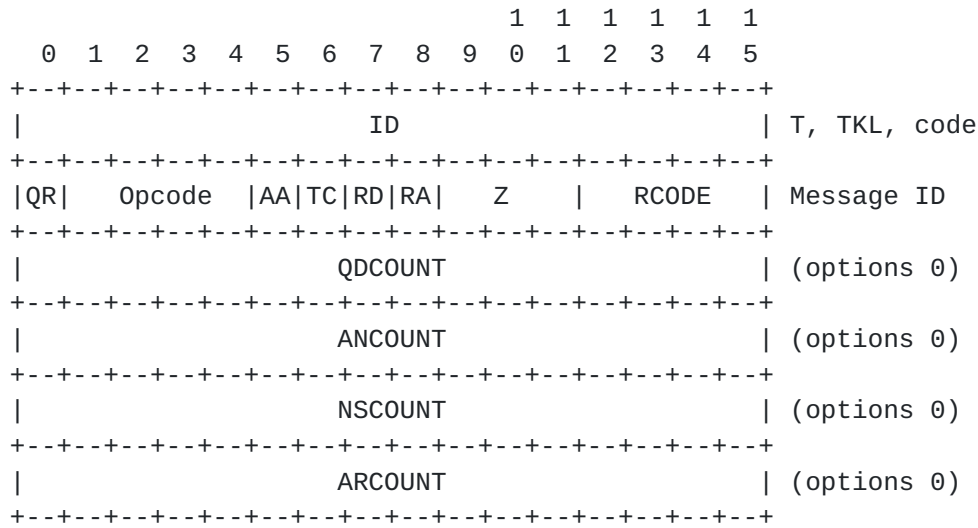 1  1  1  1  1  1
  0  1  2  3  4  5  6  7  8  9  0  1  2  3  4  5
+--+--+--+--+--+--+--+--+--+--+--+--+--+--+--+--+
|                      ID                       | T, TKL, code
+--+--+--+--+--+--+--+--+--+--+--+--+--+--+--+--+
|QR|   Opcode  |AA|TC|RD|RA|   Z    |   RCODE   | Message ID
+--+--+--+--+--+--+--+--+--+--+--+--+--+--+--+--+
|                    QDCOUNT                    | (options 0)
+--+--+--+--+--+--+--+--+--+--+--+--+--+--+--+--+
|                    ANCOUNT                    | (options 0)
+--+--+--+--+--+--+--+--+--+--+--+--+--+--+--+--+
|                    NSCOUNT                    | (options 0)
+--+--+--+--+--+--+--+--+--+--+--+--+--+--+--+--+
|                    ARCOUNT                    | (options 0)
+--+--+--+--+--+--+--+--+--+--+--+--+--+--+--+--+